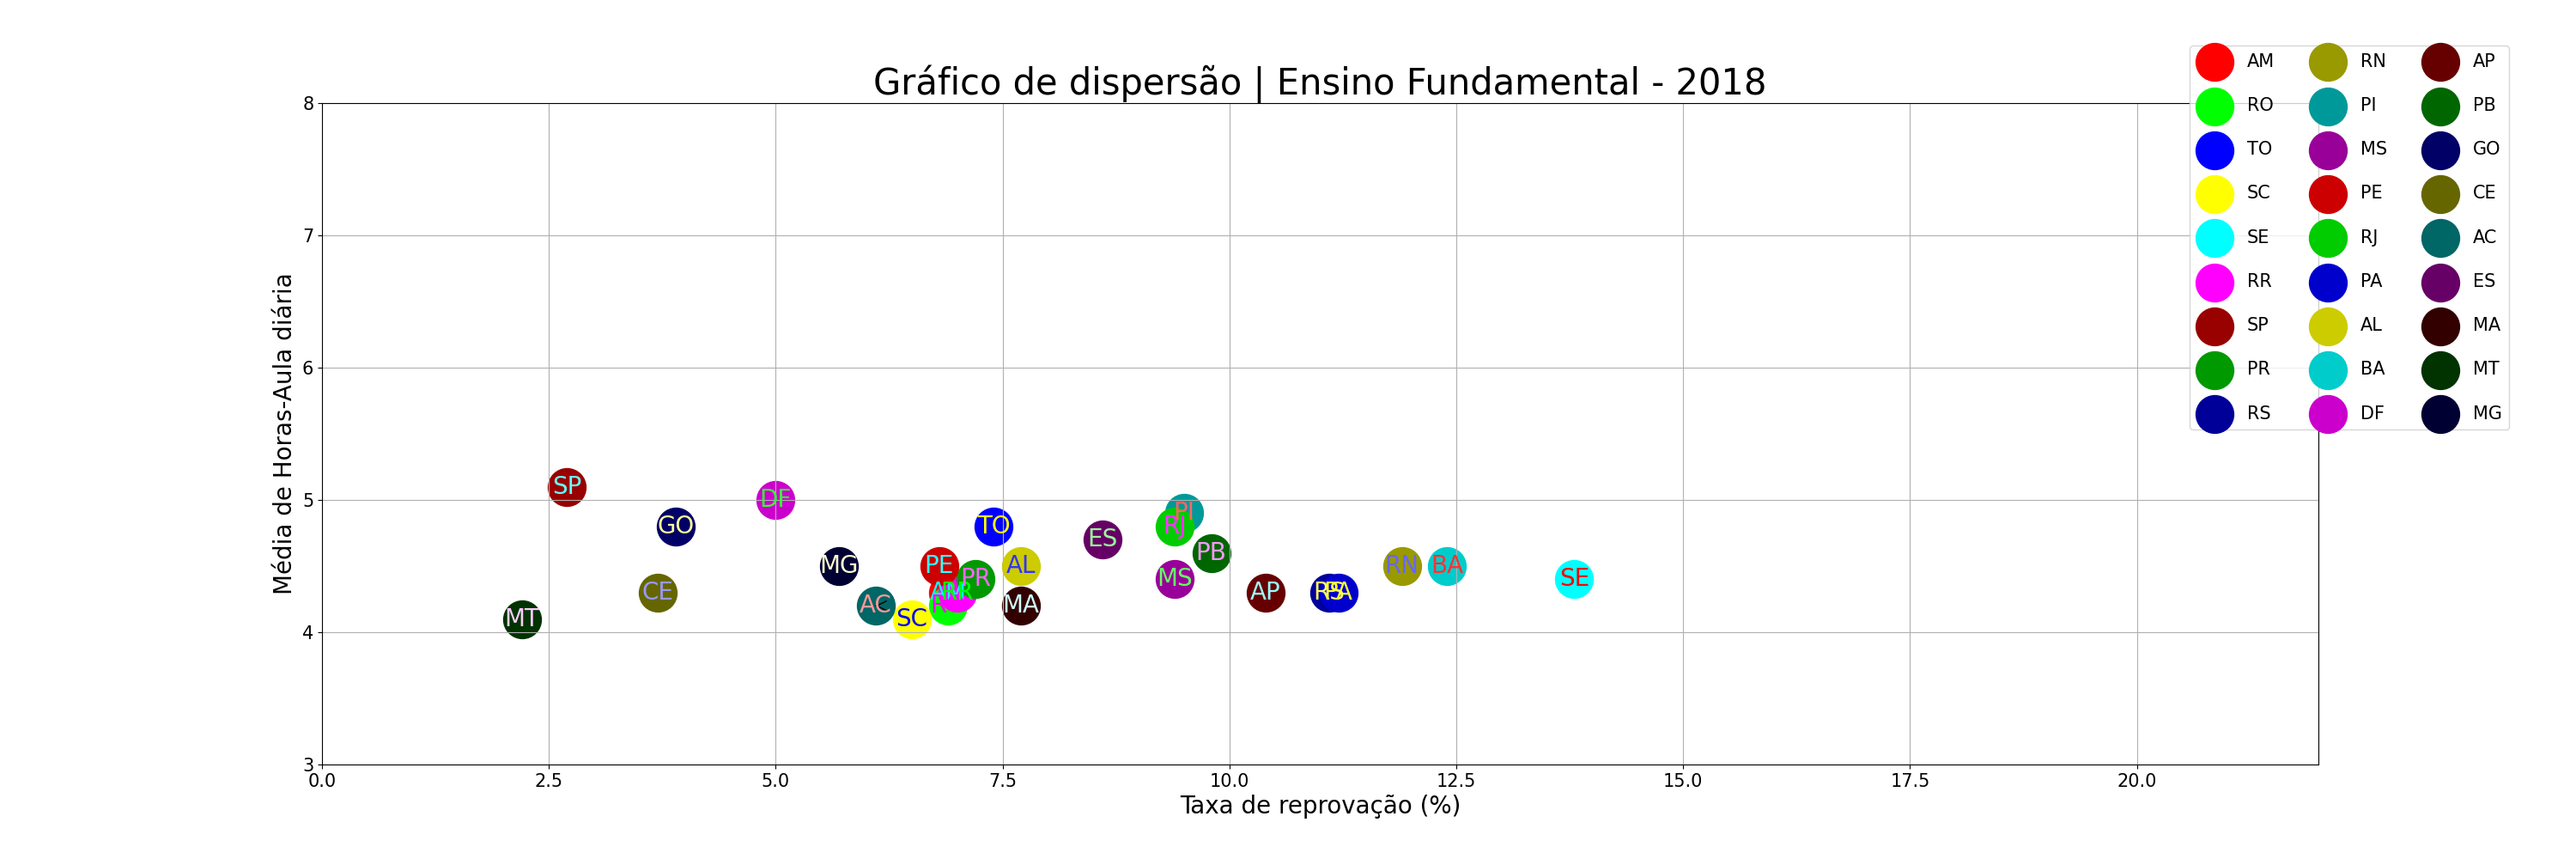 Gráfico de dispersão | Ensino Fundamental - 2018
AM RN AP
RO PI PB
TO MS GO
SC PE CE
SE RJ AC
RR PA ES
SP AL MA
PR BA MT
RS DF MG
Média de Horas-Aula diária
8
7
6
5
4
3
SP
DF
PI
GO
TO
RJ
ES
PB
MG
PE
AL
RN
BA
PR
MS
SE
CE
AM
AP
RS
PA
AC
MA
MT
SC
0.0 2.5 5.0 7.5 10.0 12.5 15.0 17.5 20.0
Taxa de reprovação (%)